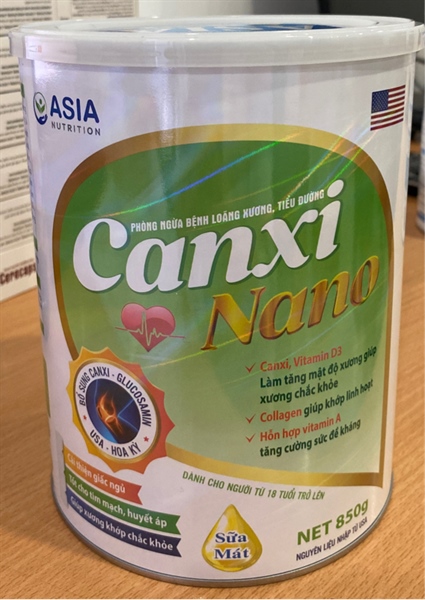 ASIA
NUTRITION
PHÒNG NGỪA BỆNH LOÃNG XƯƠNG, TIỂU ĐƯỜNG
Canxi
Nano
Canxi, Vitamin D3
Làm tăng mật độ xương giúp
xương chắc khỏe
Collagen giúp khớp linh hoạt
Hỗn hợp vitamin A
tăng cường sức đề kháng
BỔ SUNG CANXI - GLUCOSAMIN
USA - HOA KỲ
Cải thiện giấc ngủ
Tốt cho tim mạch, huyết áp
Giúp xương khớp chắc khỏe
DÀNH CHO NGƯỜI TỪ 18 TUỔI TRỞ LÊN
Sữa
Mát
NET 850g
NGUYÊN LIỆU NHẬP TỪ USA